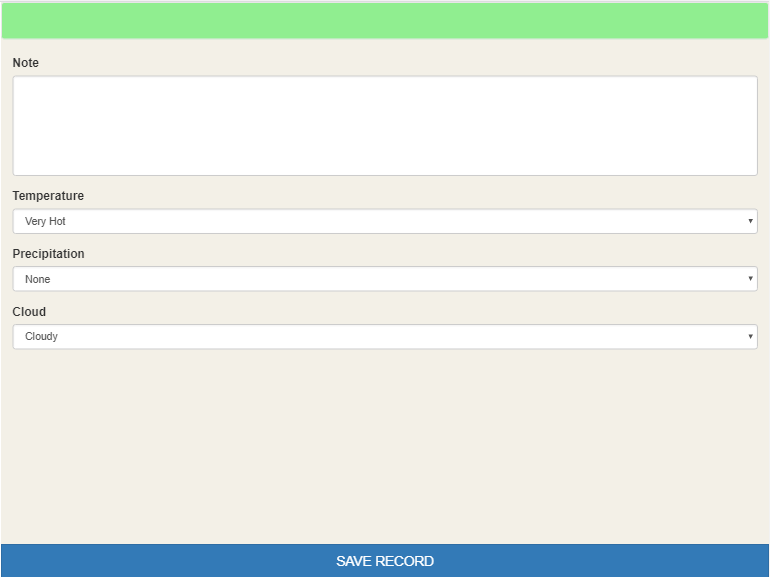 Note
Temperature
Very Hot
Precipitation
None
Cloud
Cloudy
SAVE RECORD